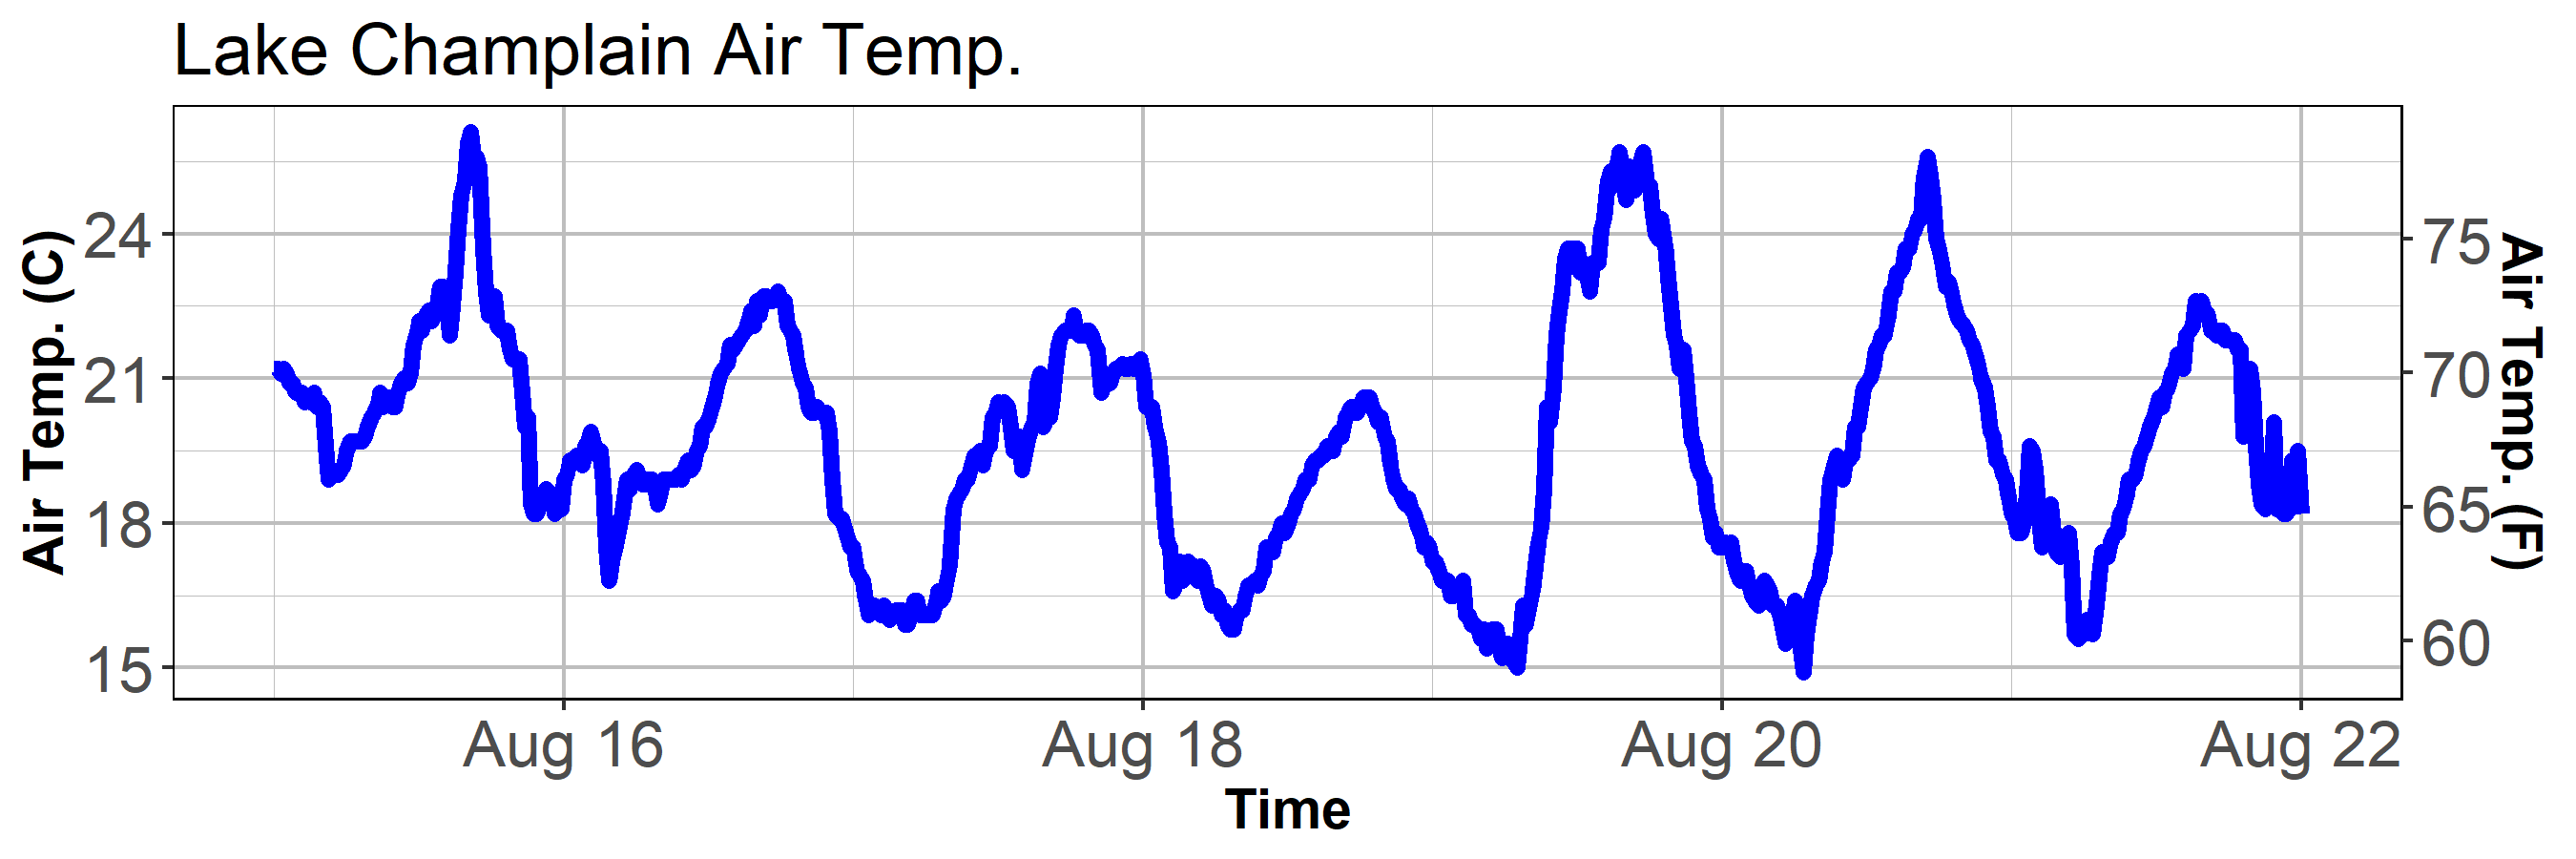 Lake Champlain Air Temp.
Air Temp. (C)
24
21
18
15
75
70
65
60
Air Temp. (F)
Aug 16
Aug 18
Aug 20
Aug 22
Time